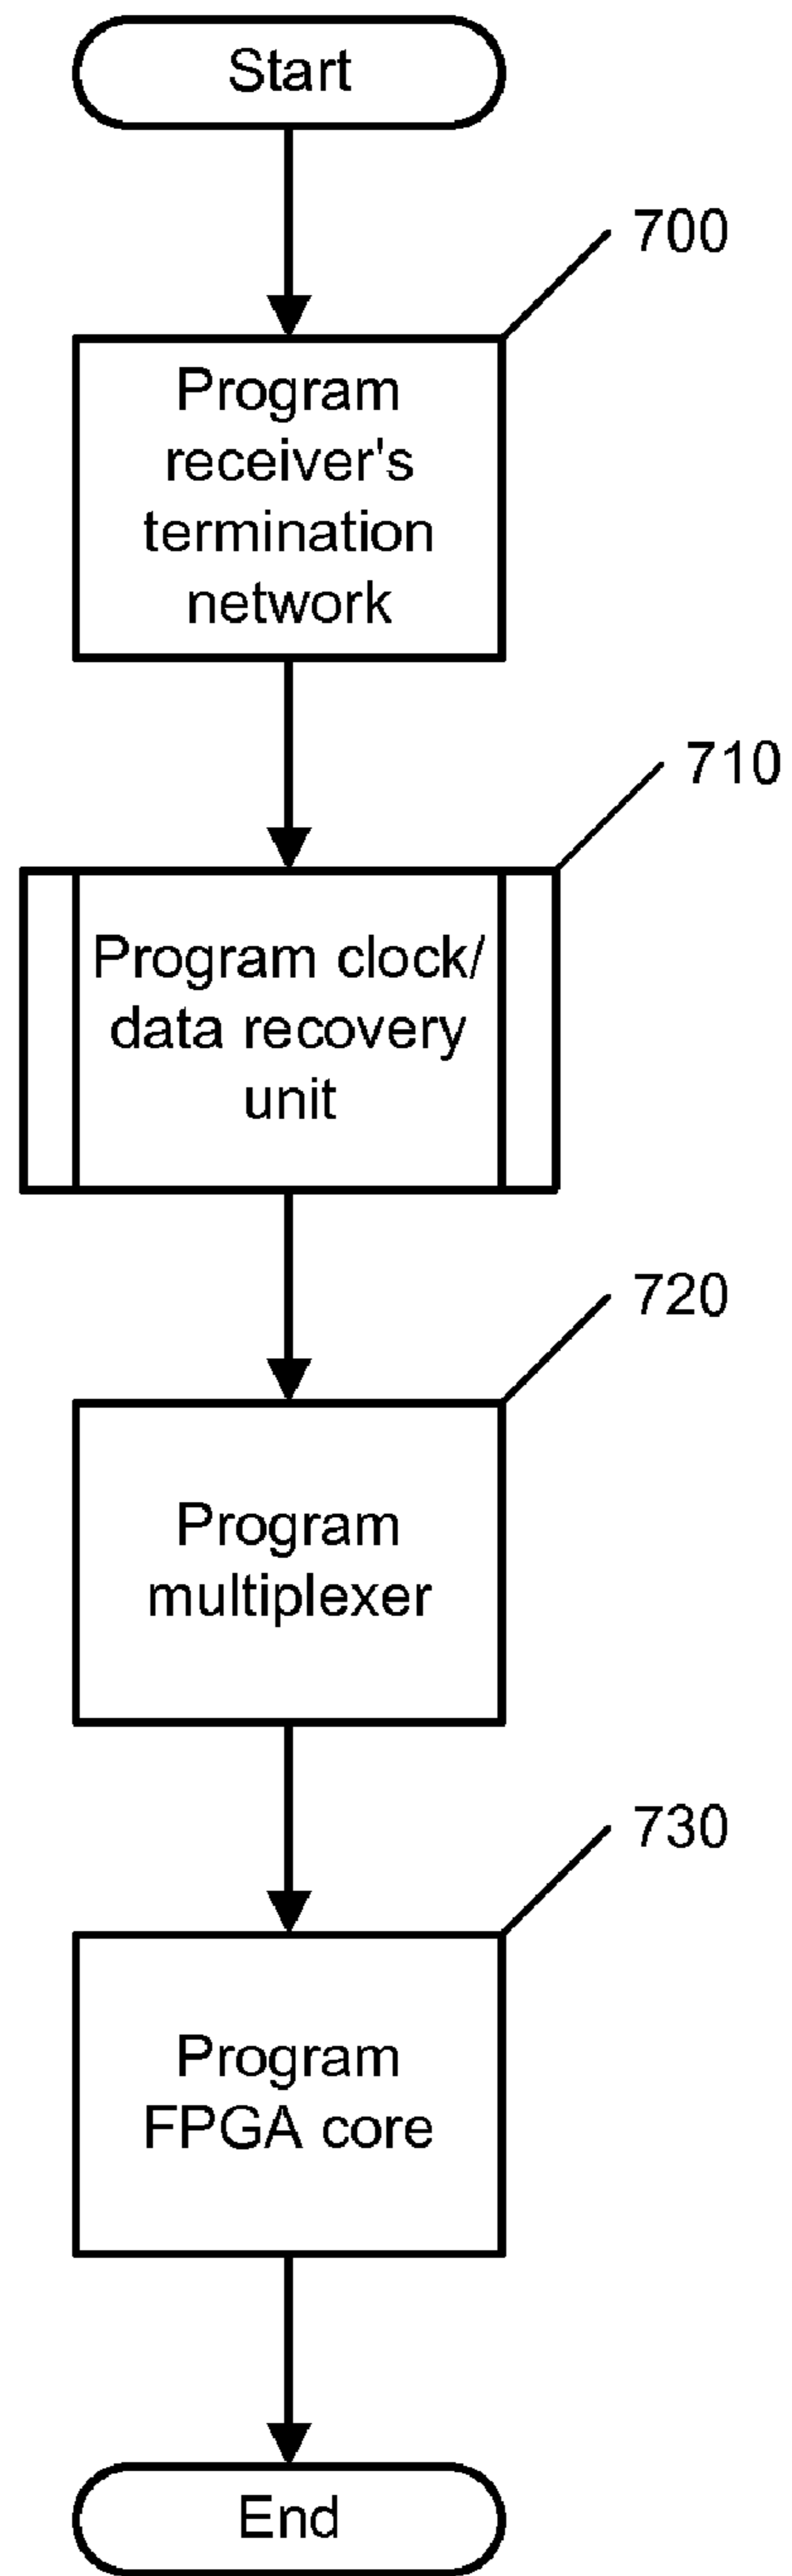 Start
700
Program
receiver's
termination
network
710
Program clock/
data recovery
unit
720
Program
multiplexer
730
Program
FPGA core
End